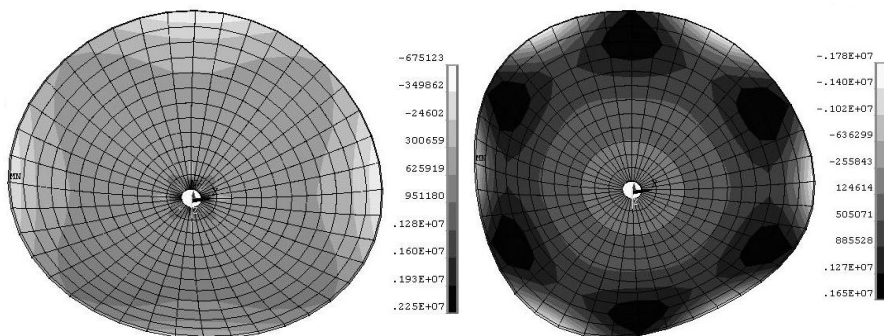 -675123
-349862
-24602
300659
625919
951180
.128E+07
.160E+07
.193E+07
.225E+07
MN
-.178E+07
-.140E+07
-.102E+07
-636299
-255843
124614
505071
885528
.127E+07
.165E+07
MN